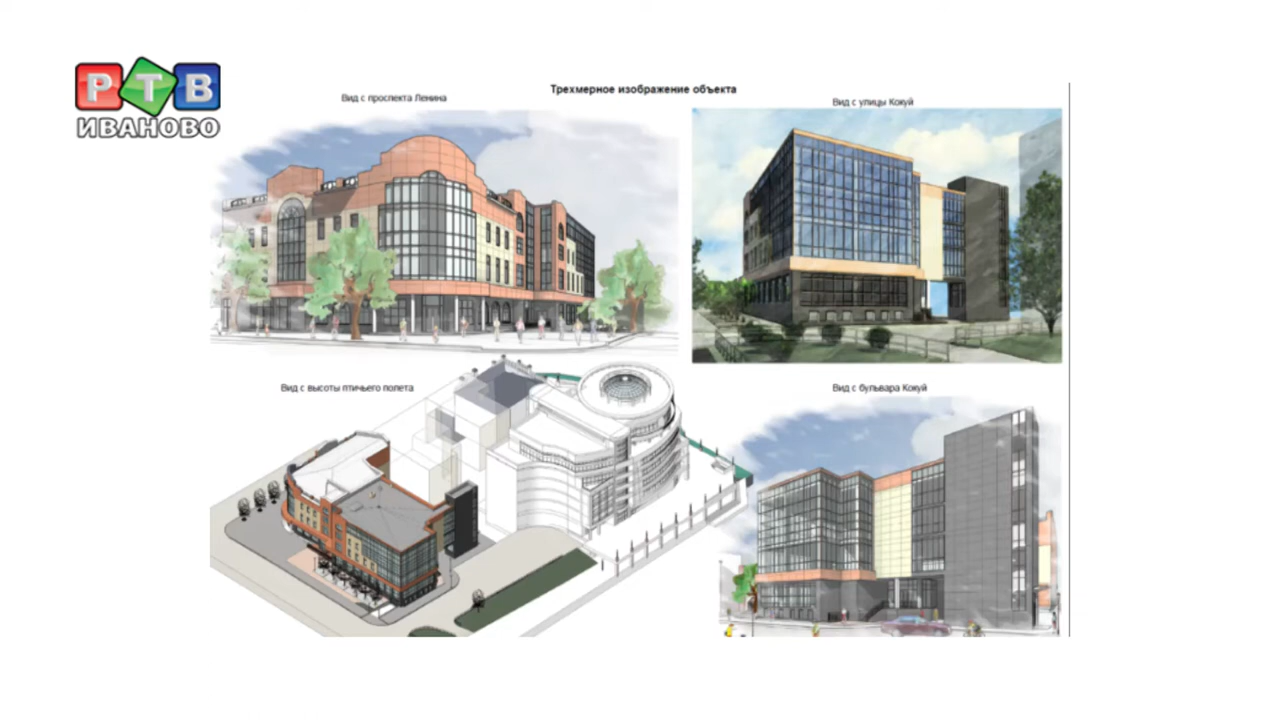 РТВ
ИВАНОВО
Трехмерное изображение объекта
Вид с проспекта Ленина
Вид с улицы Кокуй
Вид с высоты птичьего полета
Вид с бульвара Кокуй